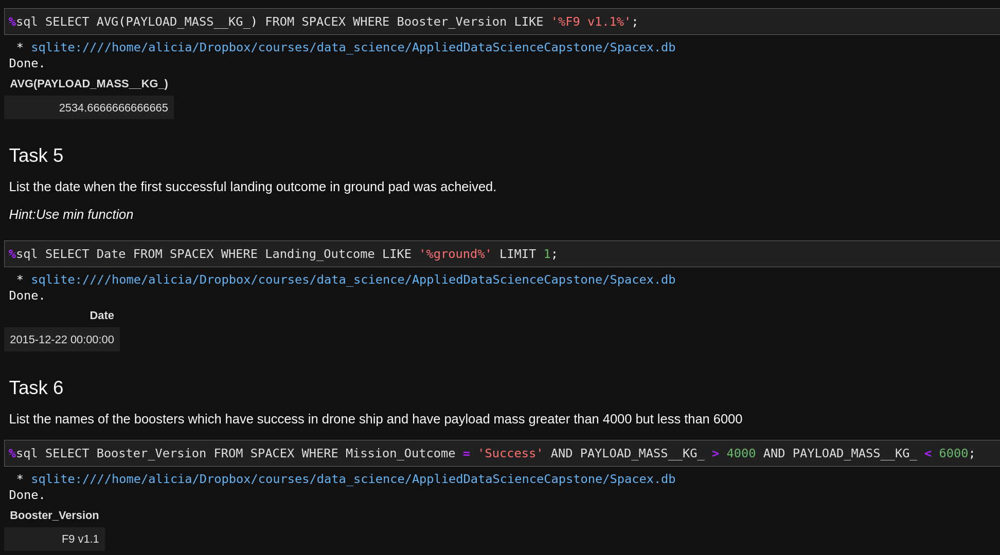 %sql SELECT AVG(PAYLOAD_MASS__KG_) FROM SPACEX WHERE Booster_Version LIKE '%F9 v1.1%';
* sqlite:////home/alicia/Dropbox/courses/data_science/AppliedDataScienceCapstone/Spacex.db
Done.
AVG(PAYLOAD_MASS__KG_)
2534.6666666666665
Task 5
List the date when the first successful landing outcome in ground pad was acheived.
Hint:Use min function
%sql SELECT Date FROM SPACEX WHERE Landing_Outcome LIKE '%ground%' LIMIT 1;
* sqlite:////home/alicia/Dropbox/courses/data_science/AppliedDataScienceCapstone/Spacex.db
Done.
Date
2015-12-22 00:00:00
Task 6
List the names of the boosters which have success in drone ship and have payload mass greater than 4000 but less than 6000
%sql SELECT Booster_Version FROM SPACEX WHERE Mission_Outcome = 'Success' AND PAYLOAD_MASS__KG_ > 4000 AND PAYLOAD_MASS__KG_ < 6000;
* sqlite:////home/alicia/Dropbox/courses/data_science/AppliedDataScienceCapstone/Spacex.db
Done.
Booster_Version
F9 v1.1